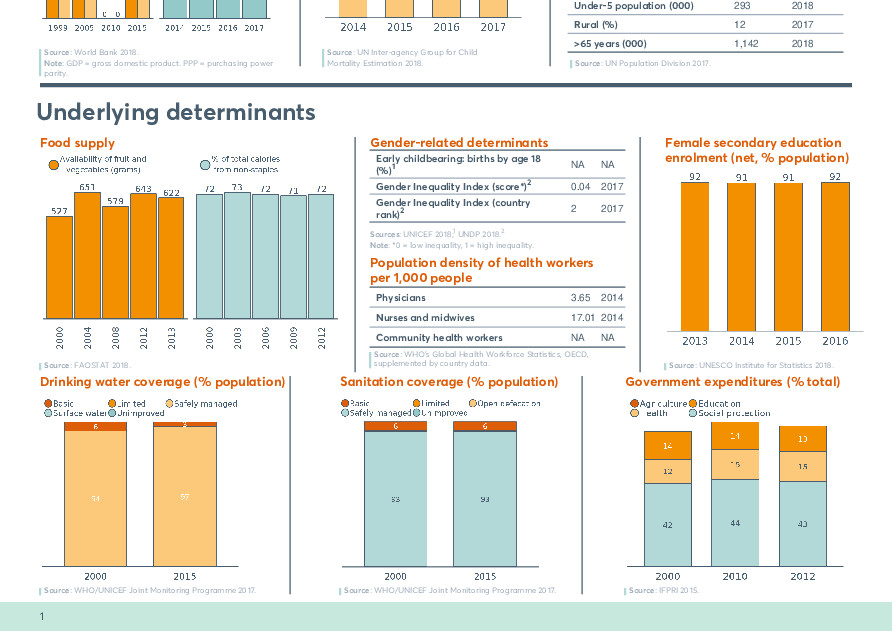 1999 2005 2010 2015
0 0
2014 2015 2016 2017
Source: World Bank 2018.
Note: GDP = gross domestic product. PPP = purchasing power
parity.
2014 2015 2016 2017
Source: UN Inter-agency Group for Child
Mortality Estimation 2018.
Under-5 population (000) 293 2018
Rural (%) 12 2017
>65 years (000) 1,142 2018
Source: UN Population Division 2017.
Underlying determinants
Food supply
Availability of fruit and
vegetables (grams)
% of total calories
from non-staples
527 651 579 643 622
2000 2004 2008 2012 2013
72 73 72 71 72
2000 2003 2006 2009 2012
Source: FAOSTAT 2018.
Gender-related determinants
Early childbearing: births by age 18
(%)1 NA NA
Gender Inequality Index (score*)2 0.04 2017
Gender Inequality Index (country
rank)2 2 2017
Sources: UNICEF 2018,1 UNDP 2018.2
Note: *0 = low inequality, 1 = high inequality.
Population density of health workers
per 1,000 people
Physicians 3.65 2014
Nurses and midwives 17.01 2014
Community health workers NA NA
Source: WHO's Global Health Workforce Statistics, OECD,
supplemented by country data.
Female secondary education
enrolment (net, % population)
92 91 91 92
2013 2014 2015 2016
Source: UNESCO Institute for Statistics 2018.
Drinking water coverage (% population)
Basic Limited Safely managed
Surface water Unimproved
6 3
94 97
2000 2015
Source: WHO/UNICEF Joint Monitoring Programme 2017.
Sanitation coverage (% population)
Basic Limited Open defecation
Safely managed Unimproved
6 6
93 93
2000 2015
Source: WHO/UNICEF Joint Monitoring Programme 2017.
Government expenditures (% total)
Agriculture Education
Health Social protection
14 14 13
12 15 15
42 44 43
2000 2010 2012
Source: IFPRI 2015.
1